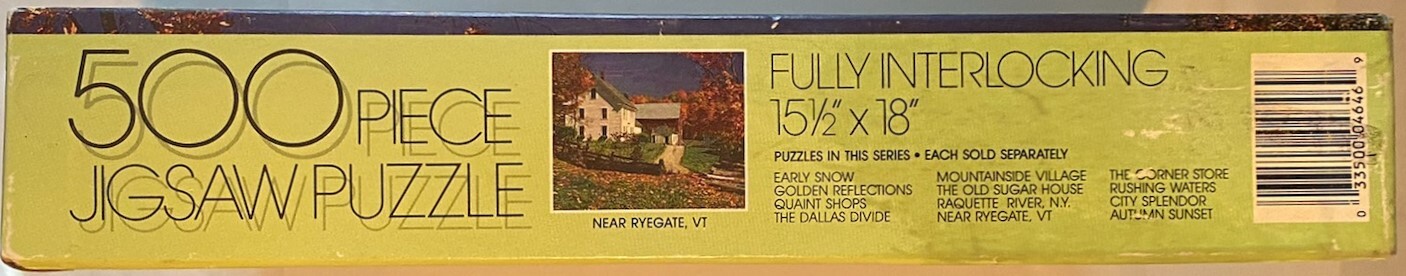 500 PIECE
JIGSAW PUZZLE
NEAR RYEGATE, VT
FULLY INTERLOCKING
15½" x 18"
PUZZLES IN THIS SERIES • EACH SOLD SEPARATELY
EARLY SNOW
GOLDEN REFLECTIONS
QUAINT SHOPS
THE DALLAS DIVIDE
MOUNTAINSIDE VILLAGE
THE OLD SUGAR HOUSE
RAQUETTE RIVER, N.Y.
NEAR RYEGATE, VT
THE CORNER STORE
RUSHING WATERS
CITY SPLENDOR
AUTUMN SUNSET
0 33500 04646 9